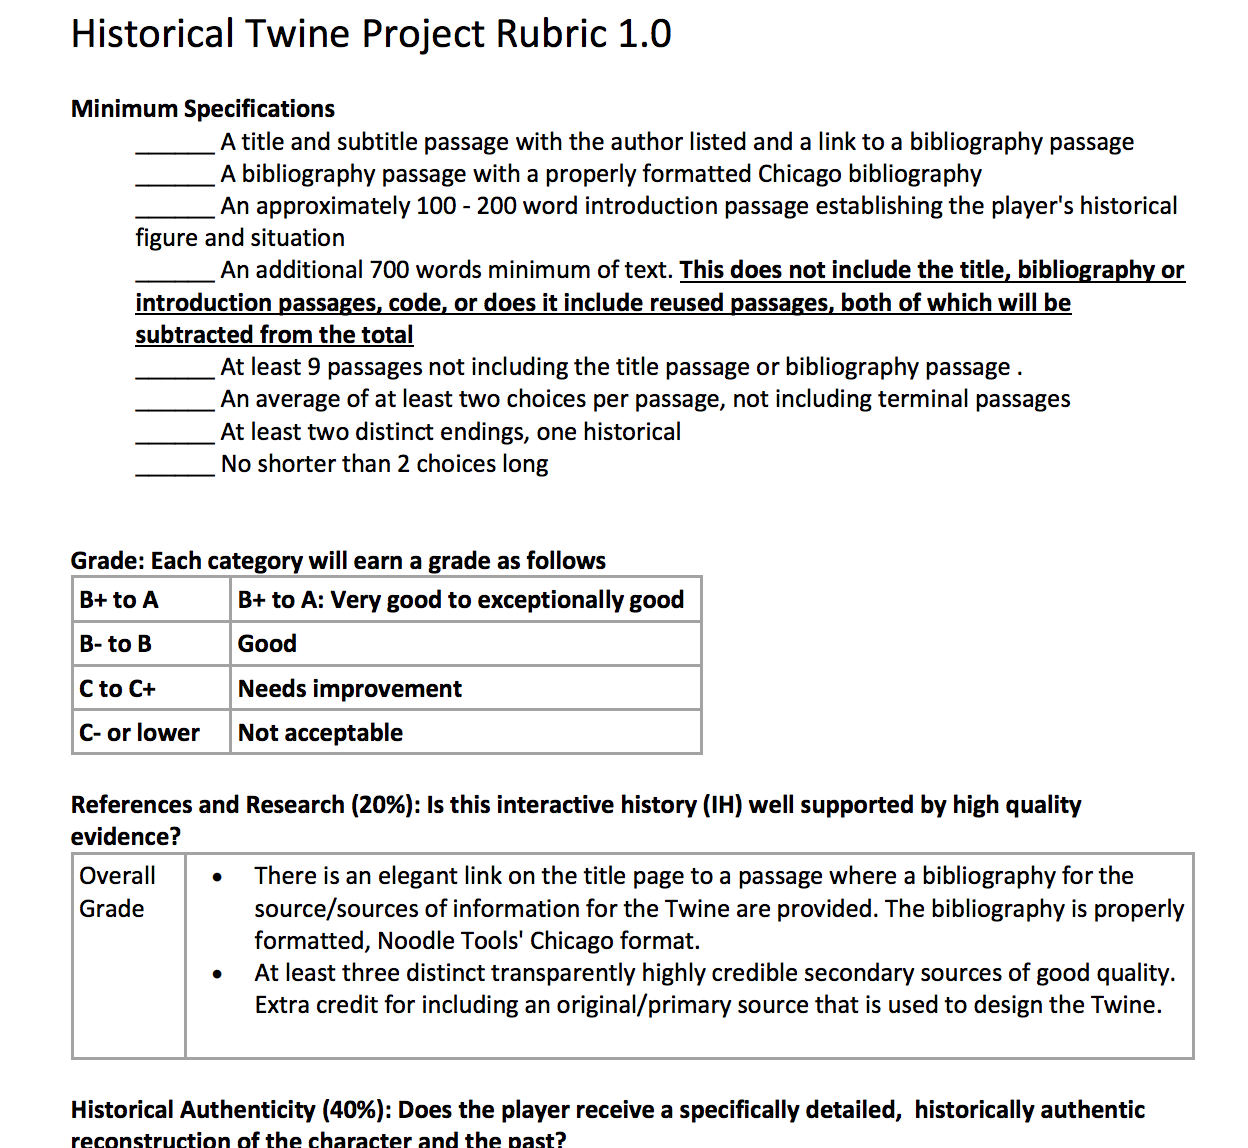 Historical Twine Project Rubric 1.0
Minimum Specifications
______ A title and subtitle passage with the author listed and a link to a bibliography passage
______ A bibliography passage with a properly formatted Chicago bibliography
______ An approximately 100 - 200 word introduction passage establishing the player's historical
figure and situation
______ An additional 700 words minimum of text. This does not include the title, bibliography or
introduction passages, code, or does it include reused passages, both of which will be
subtracted from the total
______ At least 9 passages not including the title passage or bibliography passage .
______ An average of at least two choices per passage, not including terminal passages
______ At least two distinct endings, one historical
______ No shorter than 2 choices long
Grade: Each category will earn a grade as follows
B+ to A B+ to A: Very good to exceptionally good
B- to B Good
C to C+ Needs improvement
C- or lower Not acceptable
References and Research (20%): Is this interactive history (IH) well supported by high quality
evidence?
Overall • There is an elegant link on the title page to a passage where a bibliography for the
Grade source/sources of information for the Twine are provided. The bibliography is properly
formatted, Noodle Tools' Chicago format.
• At least three distinct transparently highly credible secondary sources of good quality.
Extra credit for including an original/primary source that is used to design the Twine.
Historical Authenticity (40%): Does the player receive a specifically detailed, historically authentic
reconstruction of the character and the past?